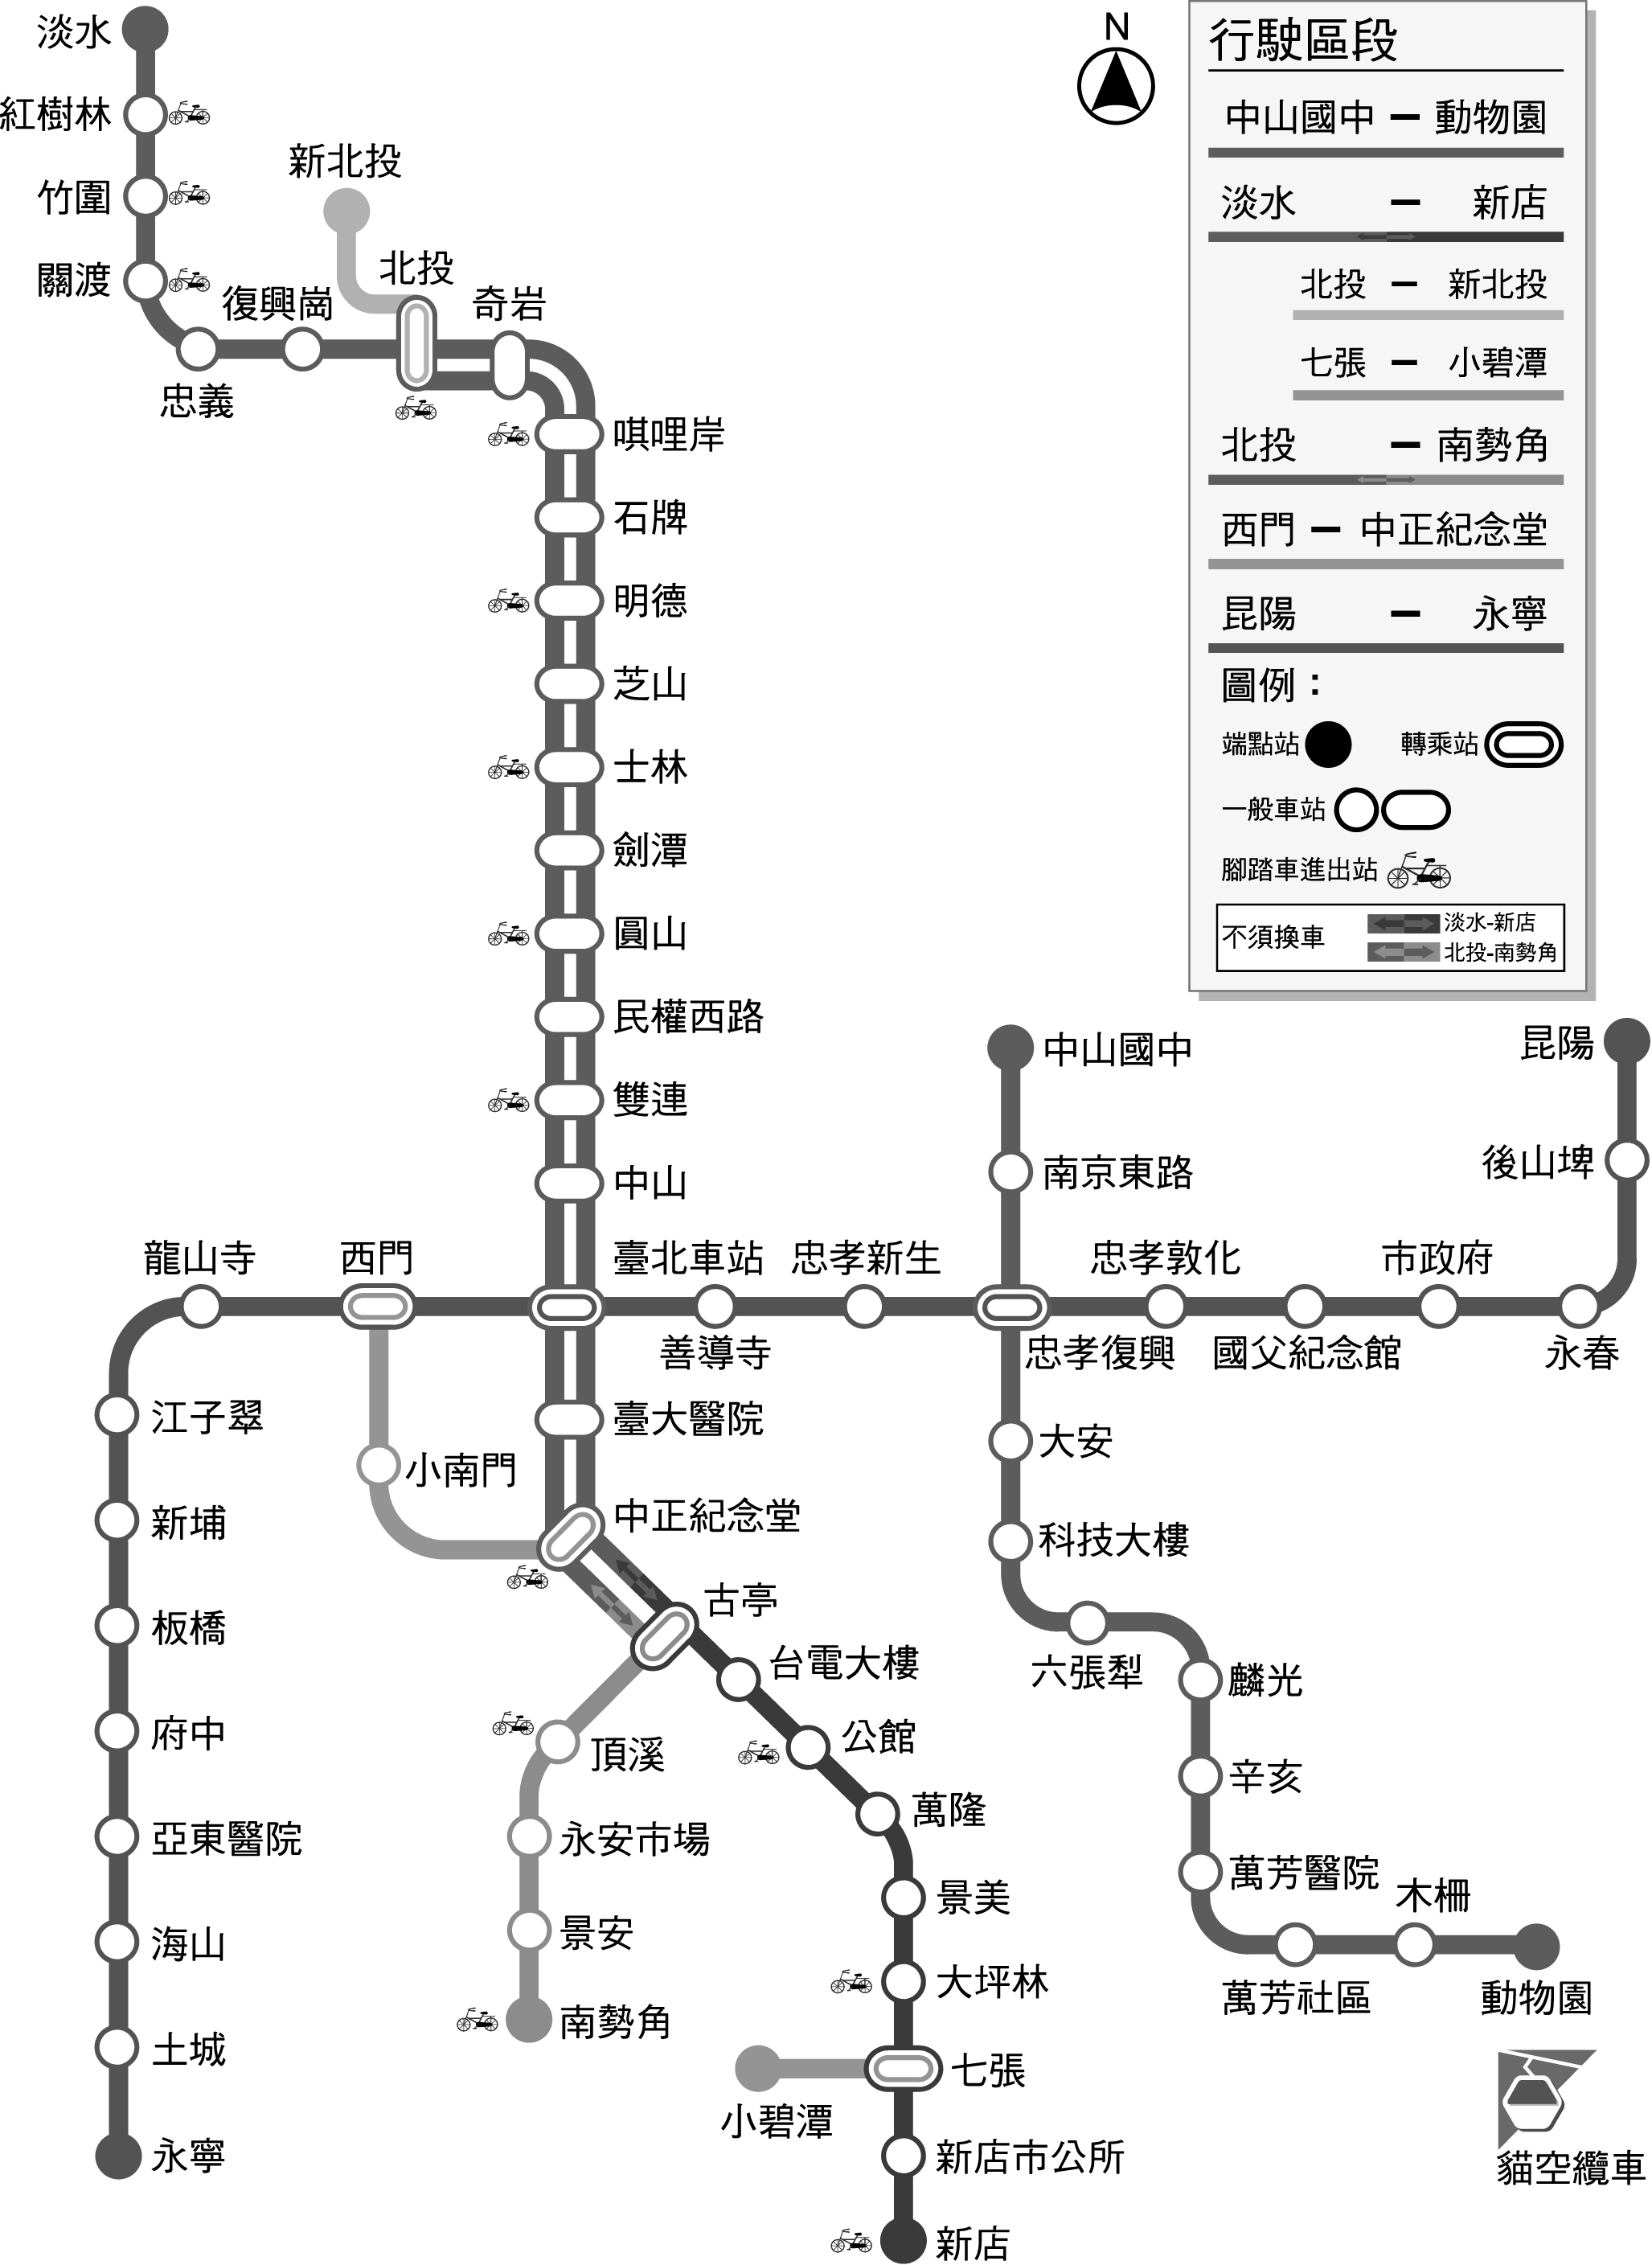 淡水
紅樹林
竹圍
關渡
忠義
復興崗
新北投
北投
奇岩
唭哩岸
石牌
明德
芝山
士林
劍潭
圓山
民權西路
雙連
中山
臺北車站
臺大醫院
中正紀念堂
古亭
台電大樓
公館
萬隆
景美
大坪林
七張
小碧潭
新店市公所
新店
頂溪
永安市場
景安
南勢角
小南門
西門
龍山寺
江子翠
新埔
板橋
府中
亞東醫院
海山
土城
永寧
善導寺
忠孝新生
忠孝復興
忠孝敦化
國父紀念館
市政府
永春
後山埤
昆陽
中山國中
南京東路
大安
科技大樓
六張犁
麟光
辛亥
萬芳醫院
萬芳社區
木柵
動物園
貓空纜車
N
行駛區段
中山國中 - 動物園
淡水 - 新店
北投 - 新北投
七張 - 小碧潭
北投 - 南勢角
西門 - 中正紀念堂
昆陽 - 永寧
圖例：
端點站 轉乘站
一般車站
腳踏車進出站
不須換車
淡水-新店
北投-南勢角